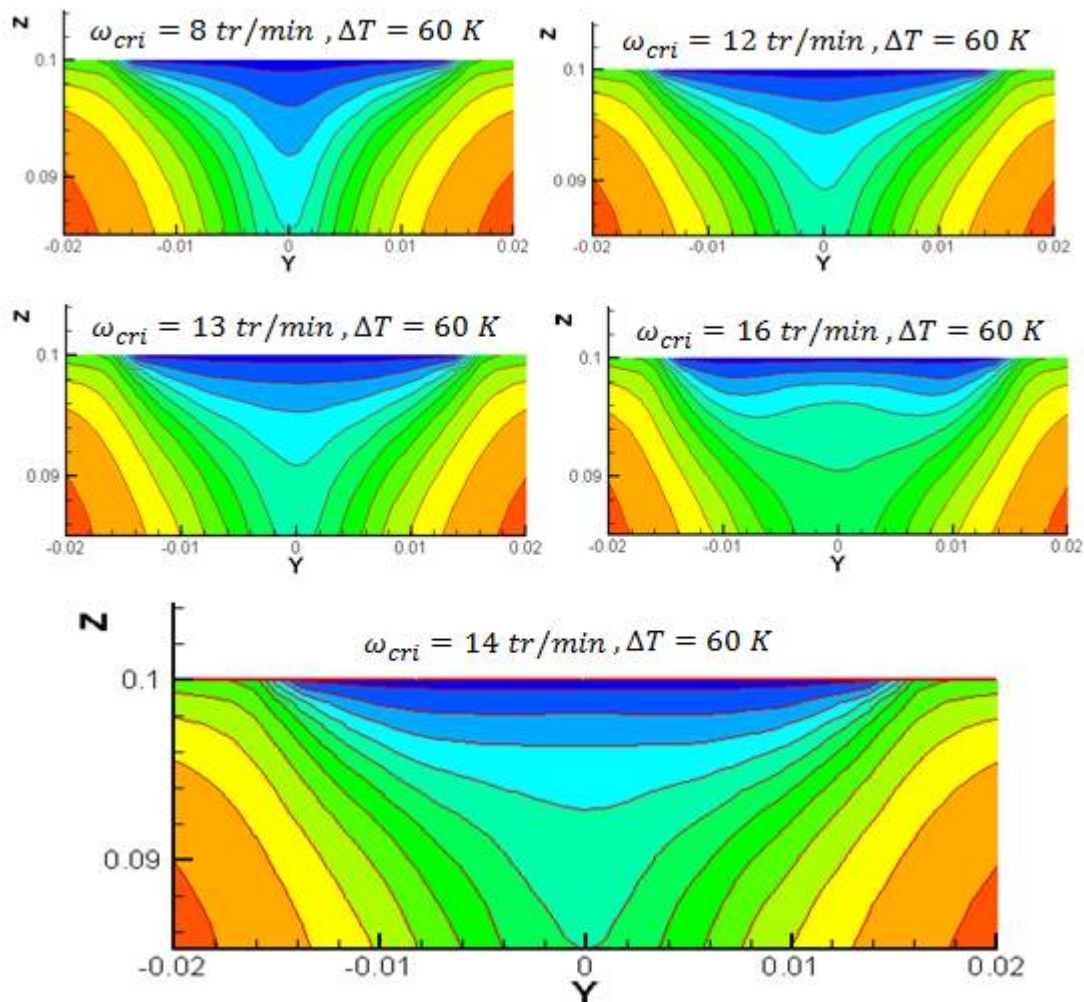 ω_cri = 8 tr/min , ΔT = 60 K
Z
0.1
0.09
-0.02 -0.01 0 0.01 0.02
Y
ω_cri = 12 tr/min , ΔT = 60 K
Z
0.1
0.09
-0.02 -0.01 0 0.01 0.02
Y
ω_cri = 13 tr/min , ΔT = 60 K
Z
0.1
0.09
-0.02 -0.01 0 0.01 0.02
Y
ω_cri = 16 tr/min , ΔT = 60 K
Z
0.1
0.09
-0.02 -0.01 0 0.01 0.02
Y
ω_cri = 14 tr/min , ΔT = 60 K
Z
0.1
0.09
-0.02 -0.01 0 0.01 0.02
Y